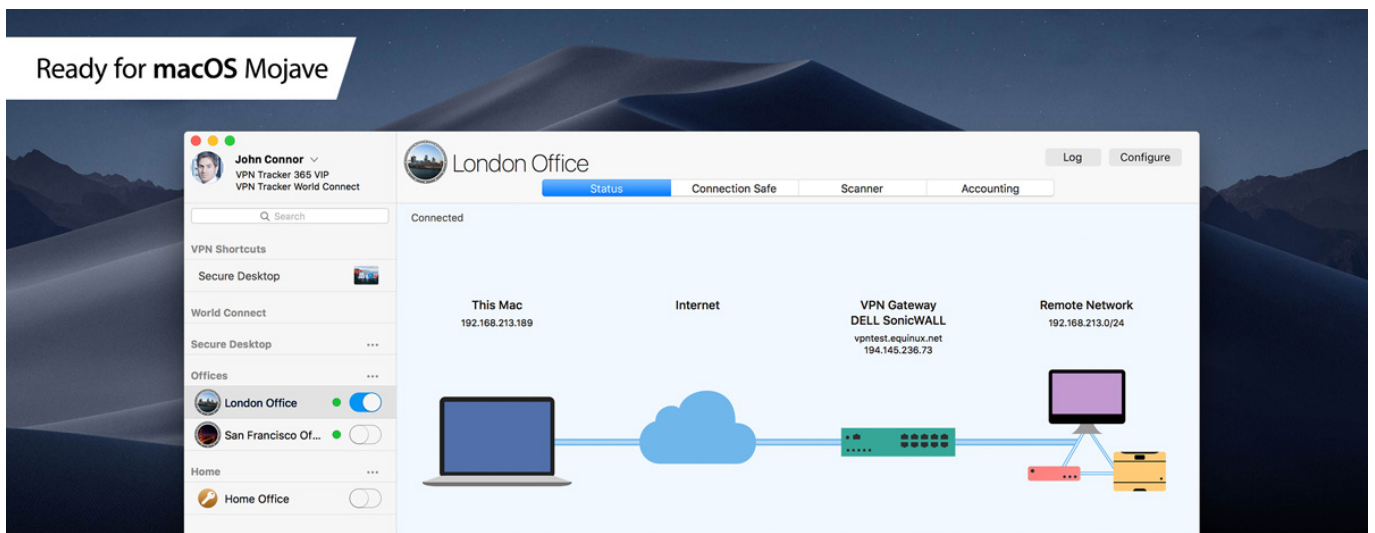 Ready for macOS Mojave
John Connor
VPN Tracker 365 VIP
VPN Tracker World Connect
Search
VPN Shortcuts
Secure Desktop
World Connect
Secure Desktop
Offices
London Office
San Francisco Of...
Home
Home Office
London Office
Log
Configure
Status
Connection Safe
Scanner
Accounting
Connected
This Mac
192.168.213.189
Internet
VPN Gateway
DELL SonicWALL
vpntest.equinux.net
194.145.236.73
Remote Network
192.168.213.0/24